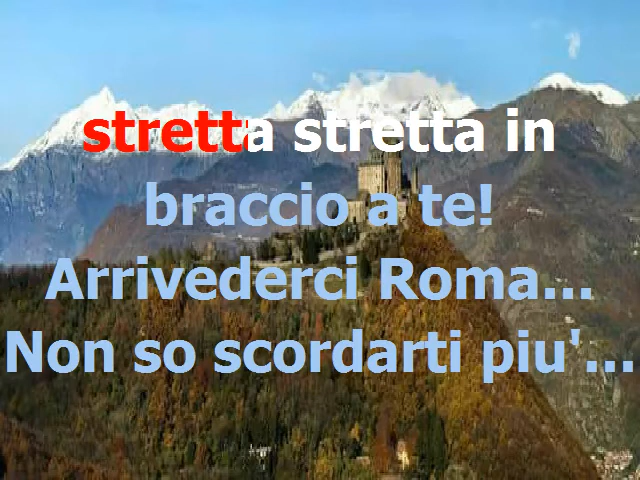 stretta stretta in
braccio a te!
Arrivederci Roma...
Non so scordarti piu'...